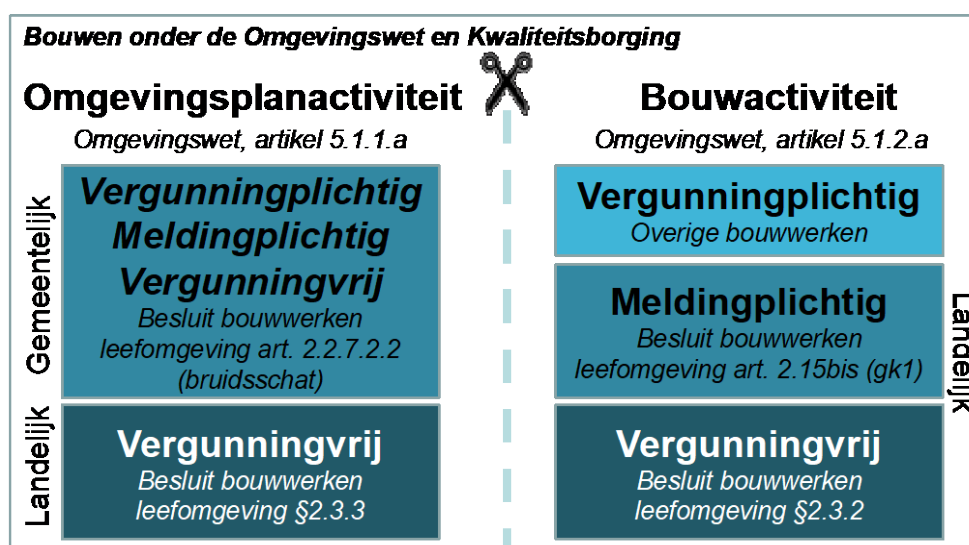 Bouwen onder de Omgevingswet en Kwaliteitsborging
Omgevingsplanactiviteit
Omgevingswet, artikel 5.1.1.a
Gemeentelijk
Vergunningplichtig
Meldingplichtig
Vergunningvrij
Besluit bouwwerken
leefomgeving art. 2.2.7.2.2
(bruidsschat)
Landelijk
Vergunningvrij
Besluit bouwwerken
leefomgeving §2.3.3
Bouwactiviteit
Omgevingswet, artikel 5.1.2.a
Vergunningplichtig
Overige bouwwerken
Meldingplichtig
Besluit bouwwerken
leefomgeving art. 2.15bis (gk1)
Vergunningvrij
Besluit bouwwerken
leefomgeving §2.3.2
Landelijk